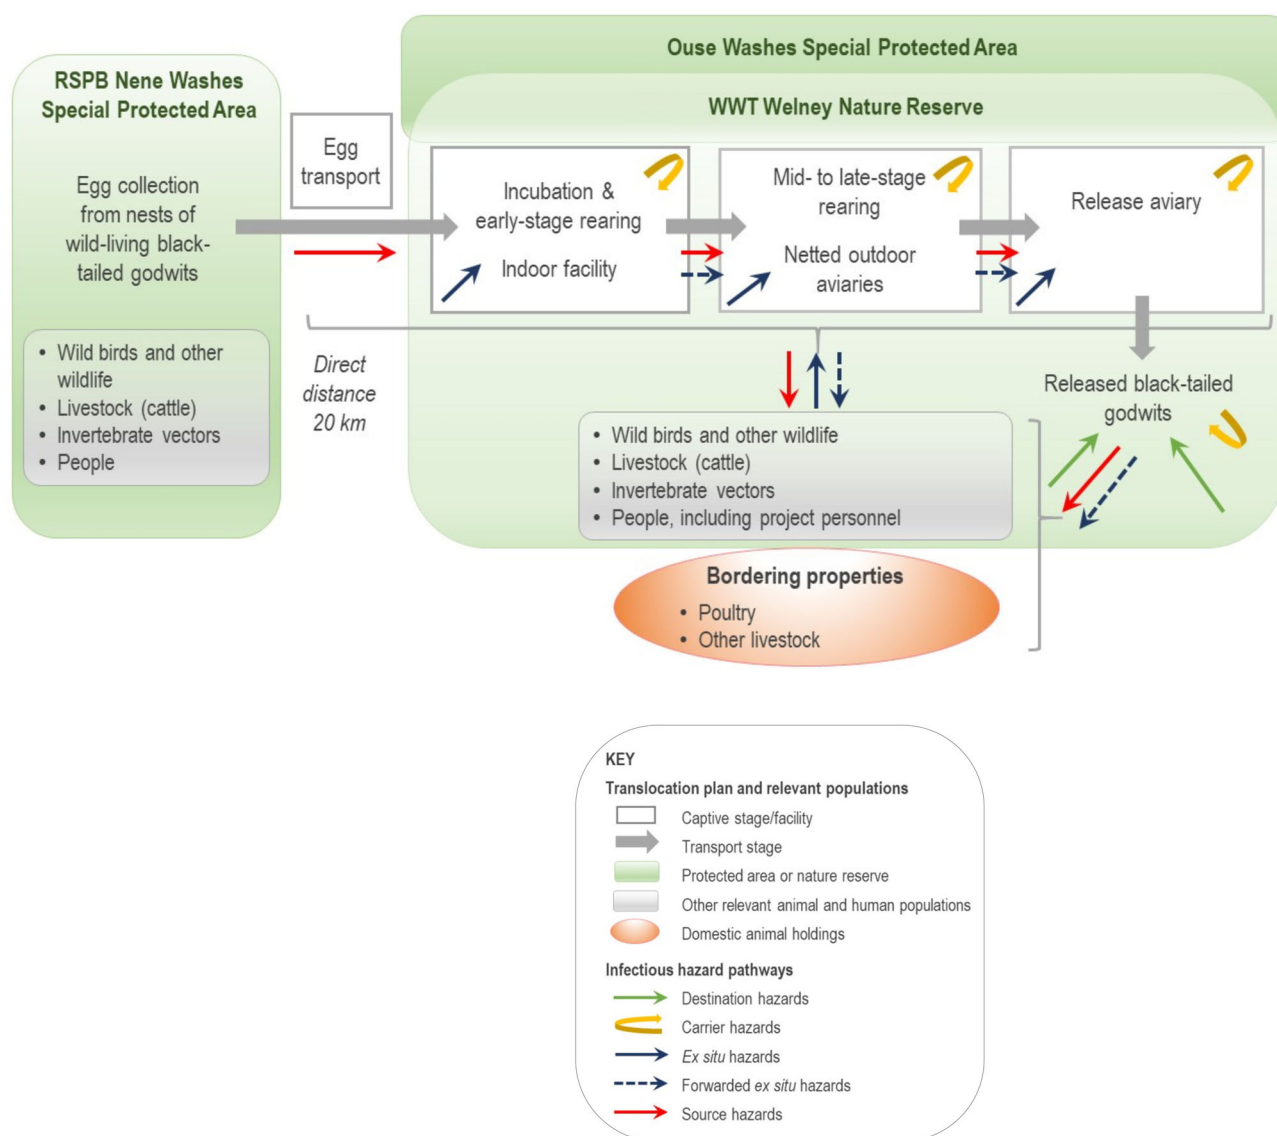 Ouse Washes Special Protected Area
RSPB Nene Washes
Special Protected Area
WWT Welney Nature Reserve
Egg
transport
Egg collection
from nests of
wild-living black-
tailed godwits
Incubation &
early-stage rearing
Indoor facility
Mid- to late-stage
rearing
Netted outdoor
aviaries
Release aviary
• Wild birds and other
wildlife
• Livestock (cattle)
• Invertebrate vectors
• People
Direct
distance
20 km
Released black-tailed
godwits
• Wild birds and other wildlife
• Livestock (cattle)
• Invertebrate vectors
• People, including project personnel
Bordering properties
• Poultry
• Other livestock
KEY
Translocation plan and relevant populations
Captive stage/facility
Transport stage
Protected area or nature reserve
Other relevant animal and human populations
Domestic animal holdings
Infectious hazard pathways
Destination hazards
Carrier hazards
Ex situ hazards
Forwarded ex situ hazards
Source hazards